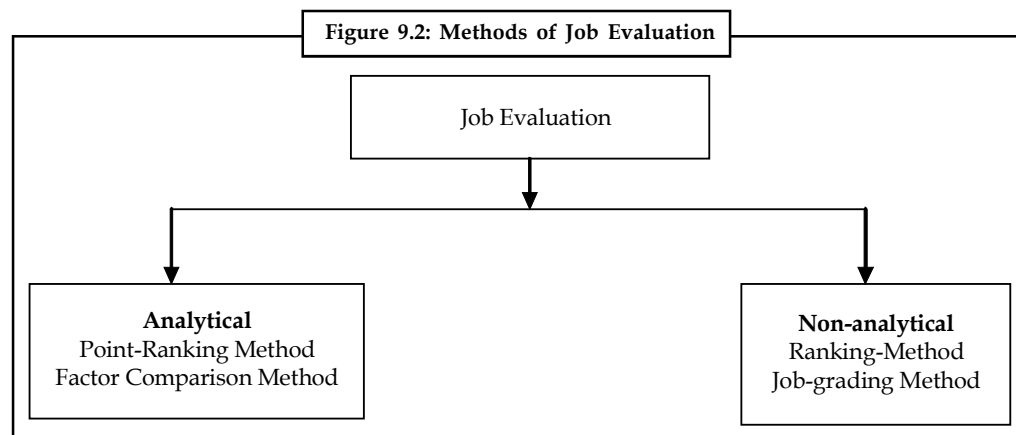 Figure 9.2: Methods of Job Evaluation
Job Evaluation
Analytical
Point-Ranking Method
Factor Comparison Method
Non-analytical
Ranking-Method
Job-grading Method